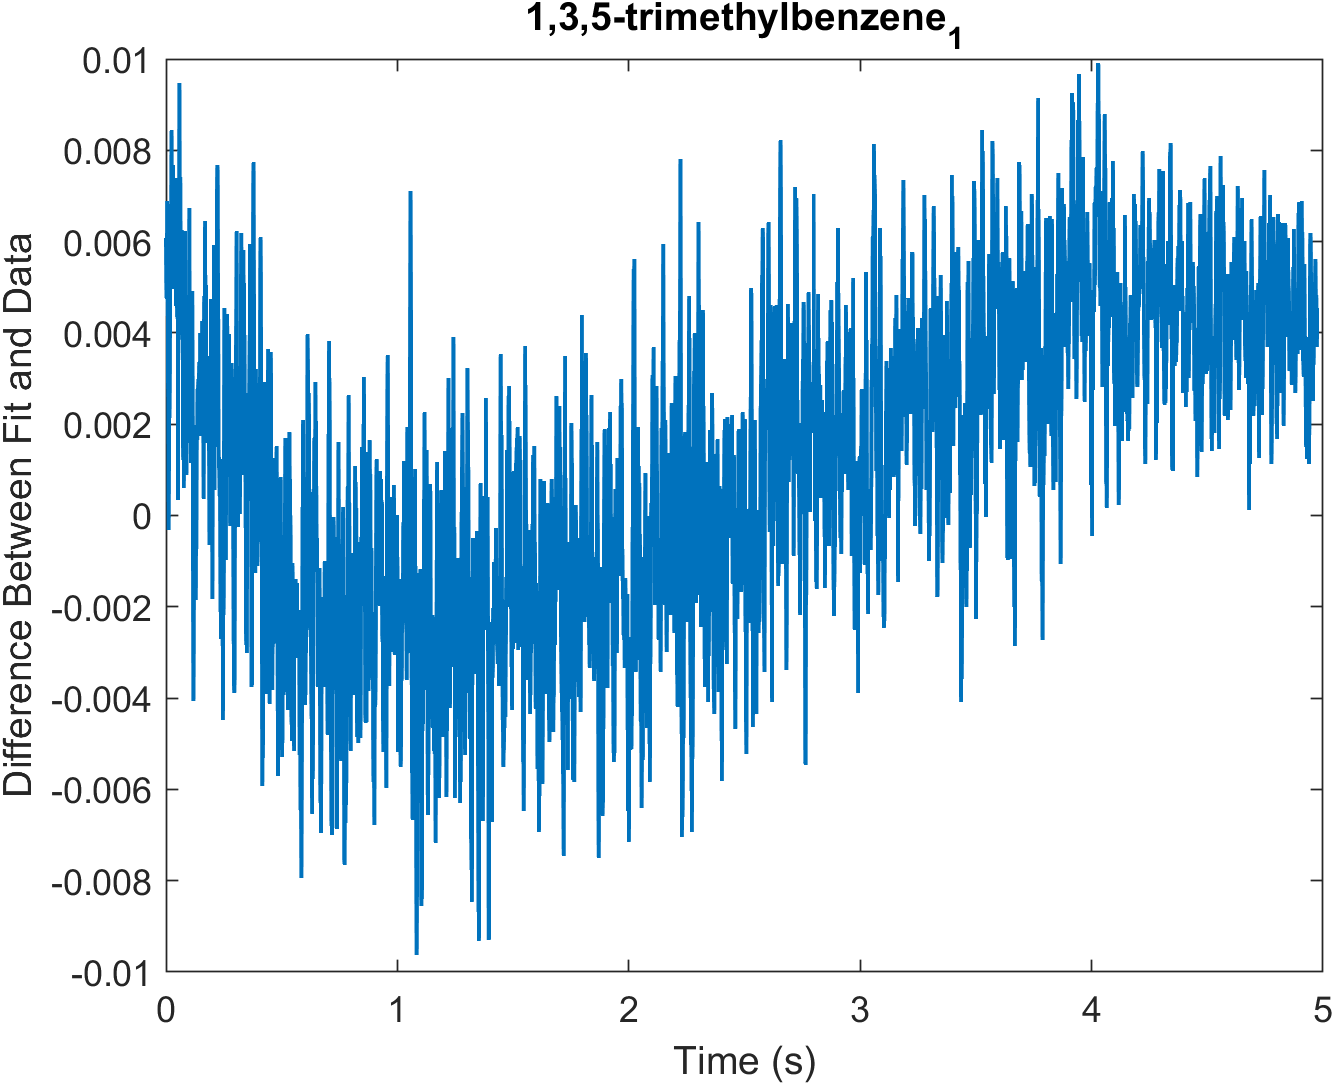 1,3,5-trimethylbenzene₁
0.01
0.008
0.006
0.004
0.002
0
-0.002
-0.004
-0.006
-0.008
-0.01
Difference Between Fit and Data
0 1 2 3 4 5
Time (s)